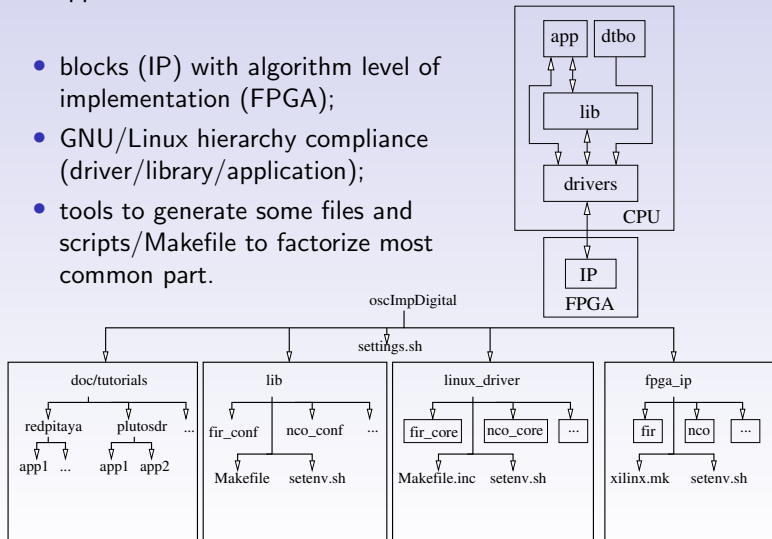 • blocks (IP) with algorithm level of
implementation (FPGA);
• GNU/Linux hierarchy compliance
(driver/library/application);
• tools to generate some files and
scripts/Makefile to factorize most
common part.
app dtbo
lib
drivers
CPU
IP
FPGA
oscImpDigital
settings.sh
doc/tutorials
redpitaya plutosdr ...
app1 ... app1 app2
lib
fir_conf nco_conf ...
Makefile setenv.sh
linux_driver
fir_core nco_core ...
Makefile.inc setenv.sh
fpga_ip
fir nco ...
xilinx.mk setenv.sh